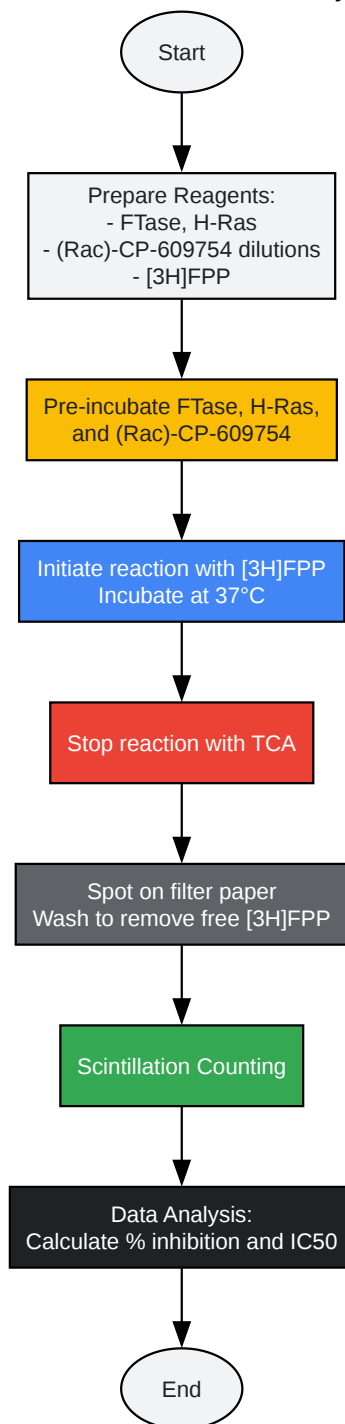 Start
Prepare Reagents:
- FTase, H-Ras
- (Rac)-CP-609754 dilutions
- [3H]FPP
Pre-incubate FTase, H-Ras,
and (Rac)-CP-609754
Initiate reaction with [3H]FPP
Incubate at 37°C
Stop reaction with TCA
Spot on filter paper
Wash to remove free [3H]FPP
Scintillation Counting
Data Analysis:
Calculate % inhibition and IC50
End